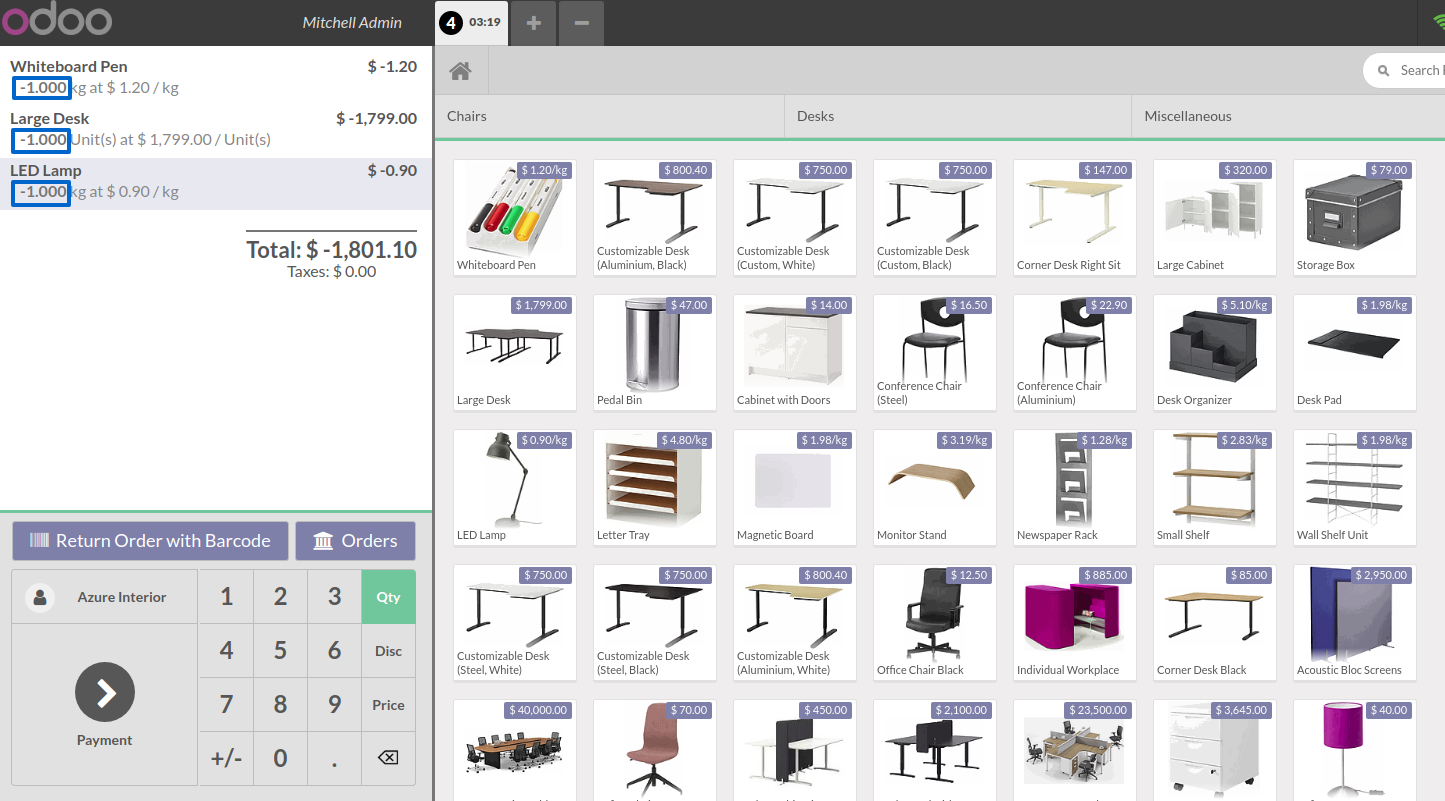 odoo
Mitchell Admin
4 03:19
Whiteboard Pen $ -1.20
-1.000 kg at $ 1.20 / kg
Large Desk $ -1,799.00
-1.000 Unit(s) at $ 1,799.00 / Unit(s)
LED Lamp $ -0.90
-1.000 kg at $ 0.90 / kg
Total: $ -1,801.10
Taxes: $ 0.00
Return Order with Barcode
Orders
Azure Interior
Payment
1 2 3 Qty
4 5 6 Disc
7 8 9 Price
+/- 0 .
Search
Chairs Desks Miscellaneous
$ 1.20/kg
Whiteboard Pen
$ 800.40
Customizable Desk
(Aluminium, Black)
$ 750.00
Customizable Desk
(Custom, White)
$ 750.00
Customizable Desk
(Custom, Black)
$ 147.00
Corner Desk Right Sit
$ 320.00
Large Cabinet
$ 79.00
Storage Box
$ 1,799.00
Large Desk
$ 47.00
Pedal Bin
$ 14.00
Cabinet with Doors
$ 16.50
Conference Chair
(Steel)
$ 22.90
Conference Chair
(Aluminium)
$ 5.10/kg
Desk Organizer
$ 1.98/kg
Desk Pad
$ 0.90/kg
LED Lamp
$ 4.80/kg
Letter Tray
$ 1.98/kg
Magnetic Board
$ 3.19/kg
Monitor Stand
$ 1.28/kg
Newspaper Rack
$ 2.83/kg
Small Shelf
$ 1.98/kg
Wall Shelf Unit
$ 750.00
Customizable Desk
(Steel, White)
$ 750.00
Customizable Desk
(Steel, Black)
$ 800.40
Customizable Desk
(Aluminium, White)
$ 12.50
Office Chair Black
$ 885.00
Individual Workplace
$ 85.00
Corner Desk Black
$ 2,950.00
Acoustic Bloc Screens
$ 40,000.00
$ 70.00
$ 450.00
$ 2,100.00
$ 23,500.00
$ 3,645.00
$ 40.00